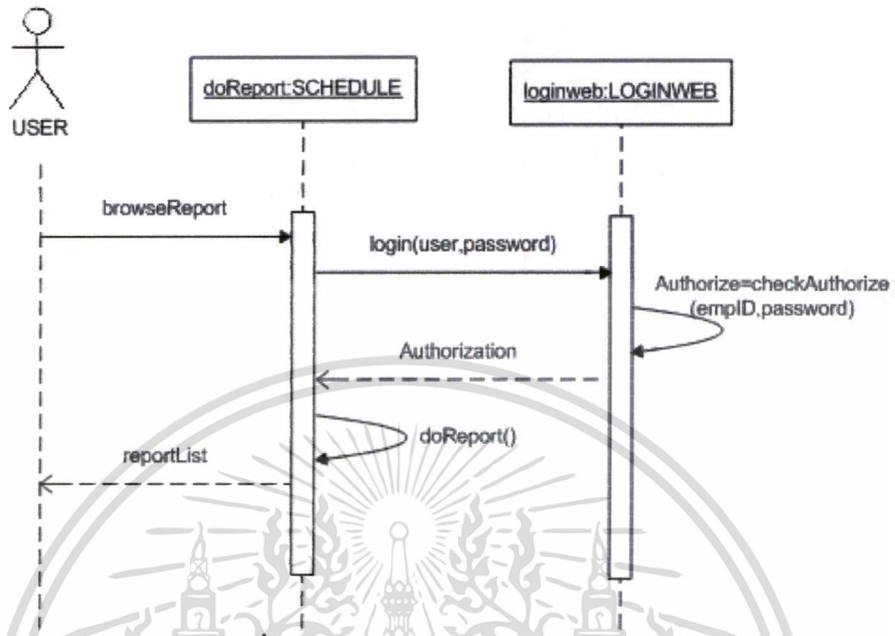 USER
doReport:SCHEDULE
loginweb:LOGINWEB
browseReport
login(user,password)
Authorize=checkAuthorize
(empID,password)
Authorization
doReport()
reportList